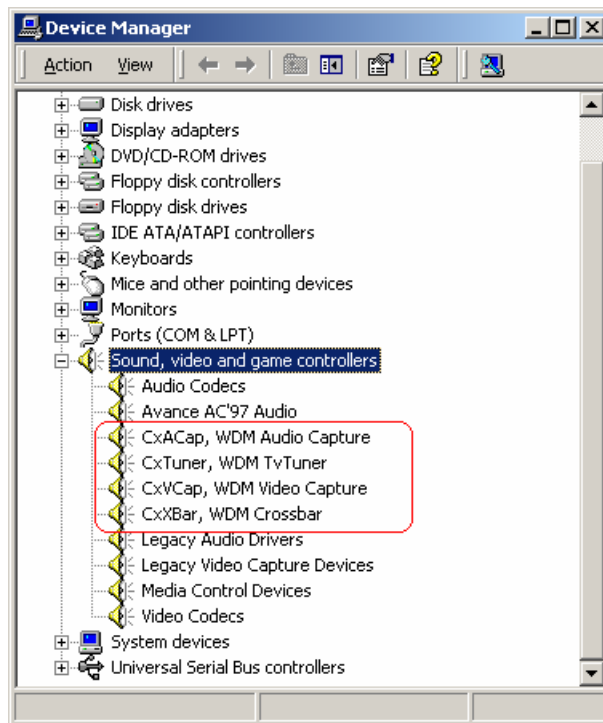 Device Manager
Action View
Disk drives
Display adapters
DVD/CD-ROM drives
Floppy disk controllers
Floppy disk drives
IDE ATA/ATAPI controllers
Keyboards
Mice and other pointing devices
Monitors
Ports (COM & LPT)
Sound, video and game controllers
Audio Codecs
Avance AC'97 Audio
CxACap, WDM Audio Capture
CxTuner, WDM TvTuner
CxVCap, WDM Video Capture
CxXBar, WDM Crossbar
Legacy Audio Drivers
Legacy Video Capture Devices
Media Control Devices
Video Codecs
System devices
Universal Serial Bus controllers